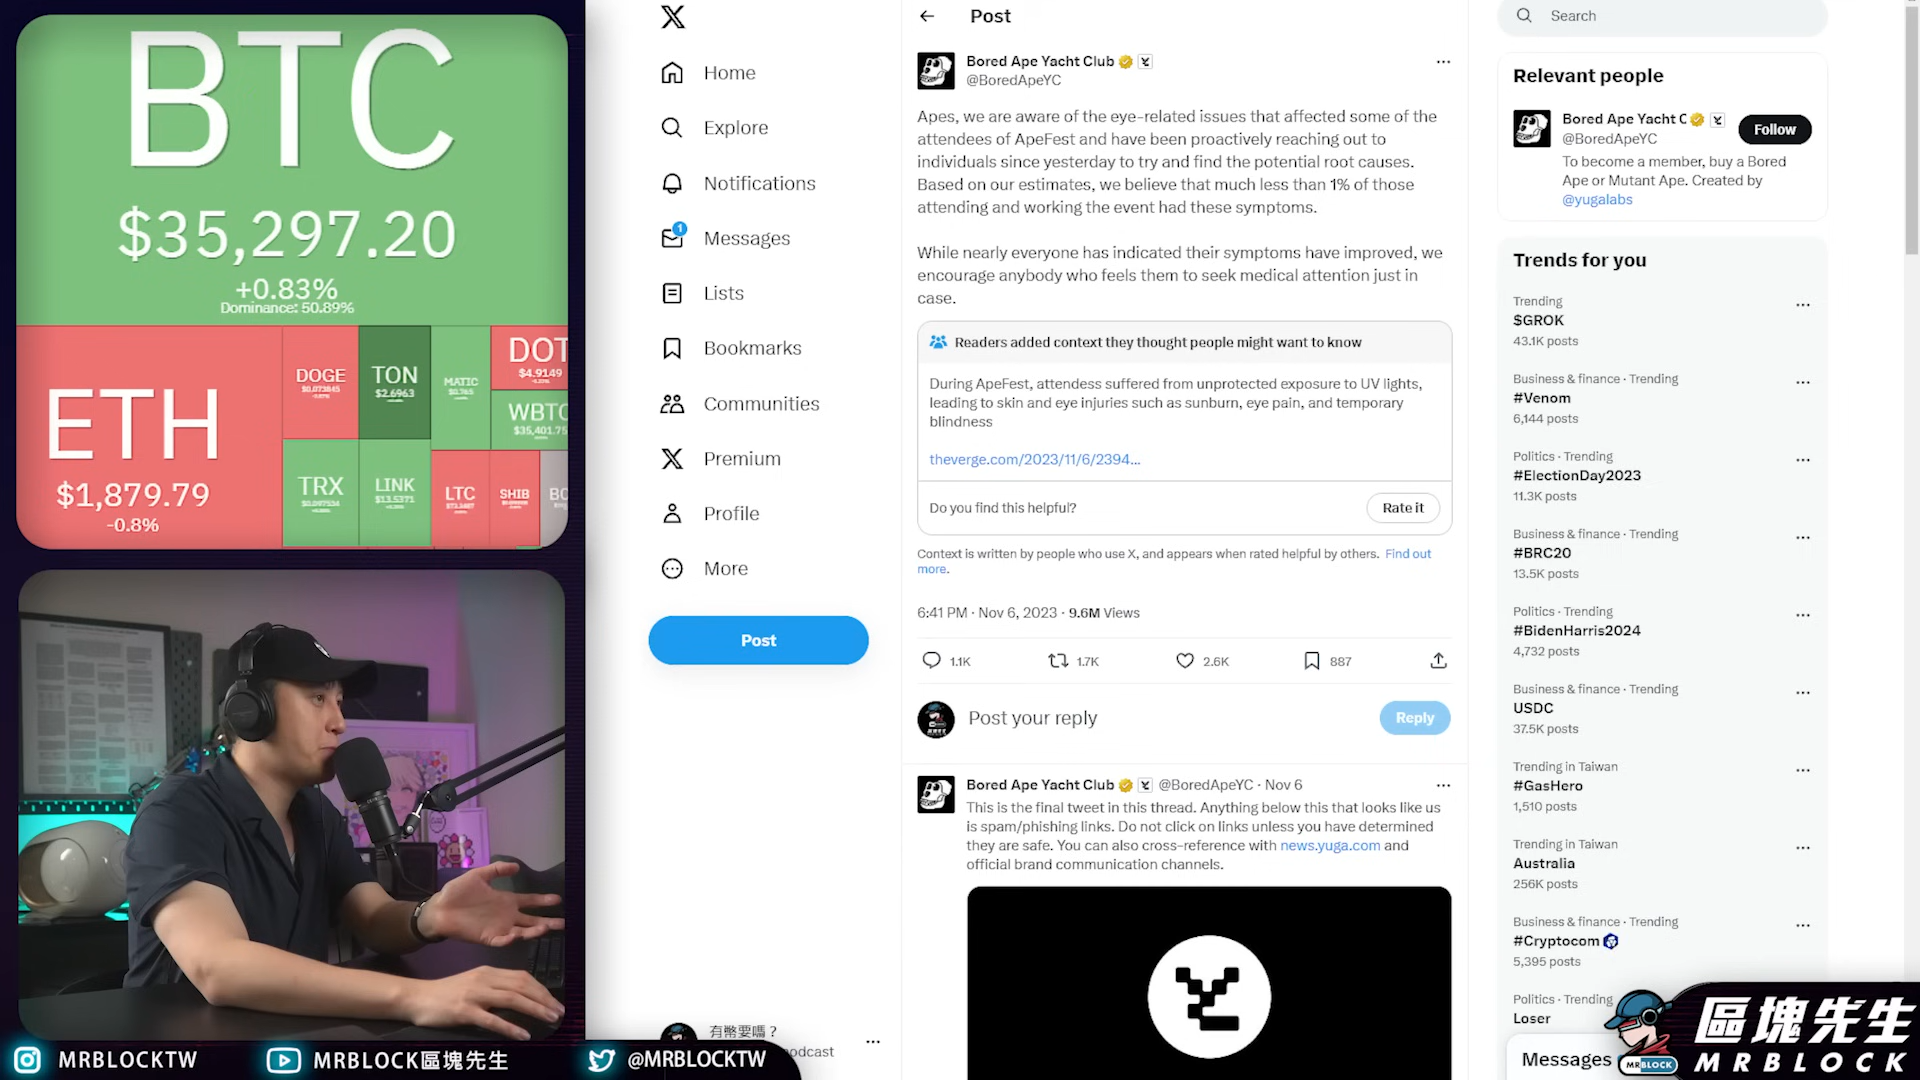 BTC
$35,297.20
+0.83%
Dominance: 50.89%
ETH
$1,879.79
-0.8%
DOGE
TON
$2.6963
MATIC
$0.765
DOT
$4.9149
WBTC
$35,401.75
TRX
LINK
$13.5371
LTC
SHIB
Home
Explore
Notifications
1
Messages
Lists
Bookmarks
Communities
Premium
Profile
More
Post
有幣要嗎？
podcast
Post
Bored Ape Yacht Club
@BoredApeYC
Apes, we are aware of the eye-related issues that affected some of the
attendees of ApeFest and have been proactively reaching out to
individuals since yesterday to try and find the potential root causes.
Based on our estimates, we believe that much less than 1% of those
attending and working the event had these symptoms.
While nearly everyone has indicated their symptoms have improved, we
encourage anybody who feels them to seek medical attention just in
case.
Readers added context they thought people might want to know
During ApeFest, attendess suffered from unprotected exposure to UV lights,
leading to skin and eye injuries such as sunburn, eye pain, and temporary
blindness
theverge.com/2023/11/6/2394...
Do you find this helpful?
Rate it
Context is written by people who use X, and appears when rated helpful by others. Find out
more.
6:41 PM · Nov 6, 2023 · 9.6M Views
1.1K 1.7K 2.6K 887
Post your reply
Reply
Bored Ape Yacht Club @BoredApeYC · Nov 6
This is the final tweet in this thread. Anything below this that looks like us
is spam/phishing links. Do not click on links unless you have determined
they are safe. You can also cross-reference with news.yuga.com and
official brand communication channels.
Search
Relevant people
Bored Ape Yacht C
@BoredApeYC
Follow
To become a member, buy a Bored
Ape or Mutant Ape. Created by
@yugalabs
Trends for you
Trending
$GROK
43.1K posts
Business & finance · Trending
#Venom
6,144 posts
Politics · Trending
#ElectionDay2023
11.3K posts
Business & finance · Trending
#BRC20
13.5K posts
Politics · Trending
#BidenHarris2024
4,732 posts
Business & finance · Trending
USDC
37.5K posts
Trending in Taiwan
#GasHero
1,510 posts
Trending in Taiwan
Australia
256K posts
Business & finance · Trending
#Cryptocom
5,395 posts
Politics · Trending
Loser
Messages
MRBLOCK
區塊先生
MRBLOCK
MRBLOCKTW
MRBLOCK區塊先生
@MRBLOCKTW